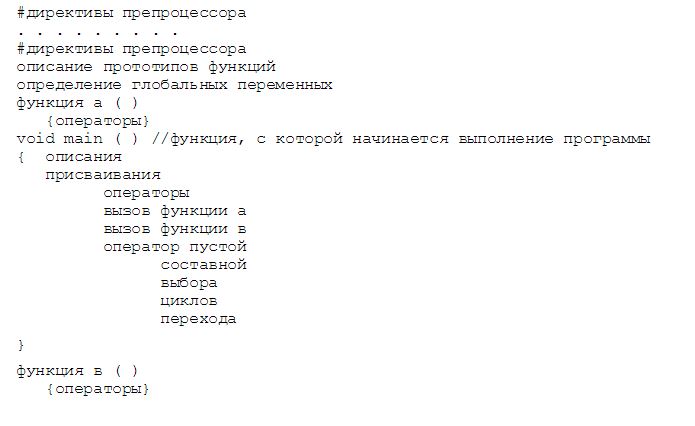 #директивы препроцессора
. . . . . . . . .
#директивы препроцессора
описание прототипов функций
определение глобальных переменных
функция а ( )
{операторы}
void main ( ) //функция, с которой начинается выполнение программы
{ описания
присваивания
операторы
вызов функции а
вызов функции в
оператор пустой
составной
выбора
циклов
перехода
}
функция в ( )
{операторы}